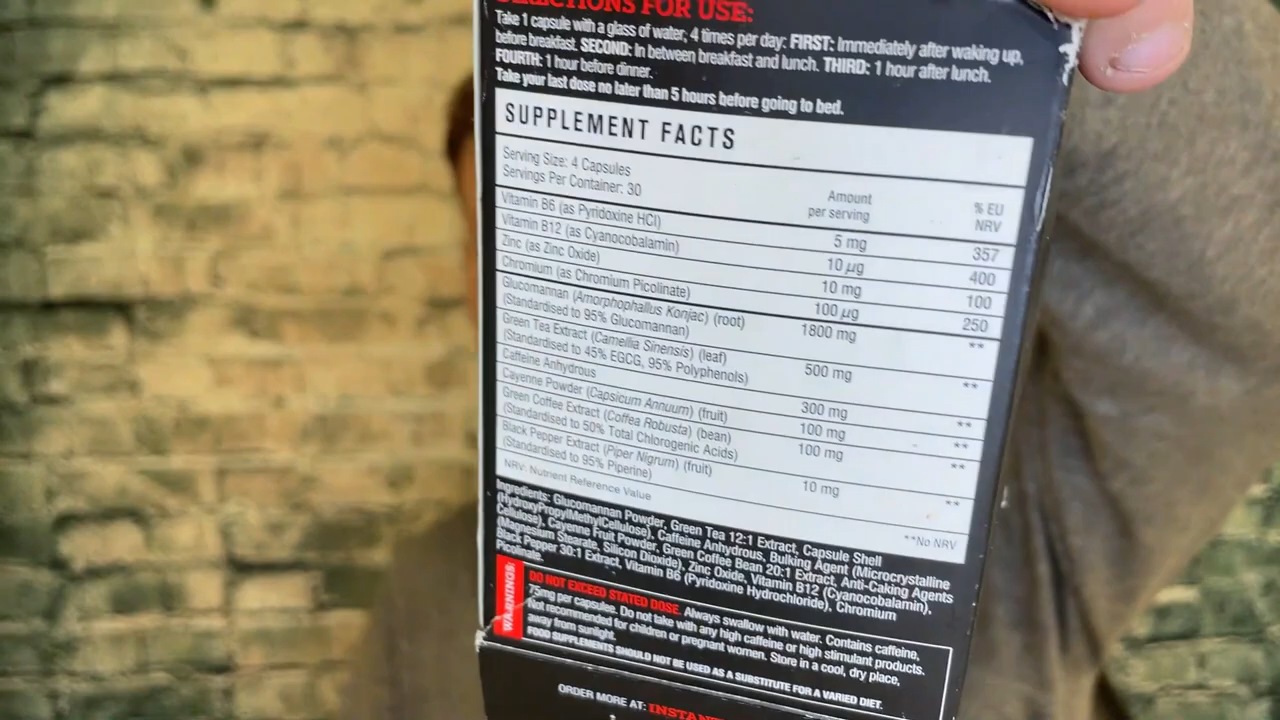 DIRECTIONS FOR USE:
Take 1 capsule with a glass of water, 4 times per day: FIRST: Immediately after waking up,
before breakfast. SECOND: In between breakfast and lunch. THIRD: 1 hour after lunch.
FOURTH: 1 hour before dinner.
Take your last dose no later than 5 hours before going to bed.
SUPPLEMENT FACTS
Serving Size: 4 Capsules
Servings Per Container: 30
Amount per serving % EU NRV
Vitamin B6 (as Pyridoxine HCl) 5 mg 357
Vitamin B12 (as Cyanocobalamin) 10 µg 400
Zinc (as Zinc Oxide) 10 mg 100
Chromium (as Chromium Picolinate) 100 µg 250
Glucomannan (Amorphophallus Konjac) (root) 1800 mg **
(Standardised to 95% Glucomannan)
Green Tea Extract (Camellia Sinensis) (leaf) 500 mg **
(Standardised to 45% EGCG, 95% Polyphenols)
Caffeine Anhydrous 300 mg **
Cayenne Powder (Capsicum Annuum) (fruit) 100 mg **
Green Coffee Extract (Coffea Robusta) (bean) 100 mg **
(Standardised to 50% Total Chlorogenic Acids)
Black Pepper Extract (Piper Nigrum) (fruit) 10 mg **
(Standardised to 95% Piperine)
NRV: Nutrient Reference Value **No NRV
Ingredients: Glucomannan Powder, Green Tea 12:1 Extract, Capsule Shell
(HydroxyPropylMethylCellulose), Caffeine Anhydrous, Bulking Agent (Microcrystalline
Cellulose), Cayenne Fruit Powder, Green Coffee Bean 20:1 Extract, Anti-Caking Agents
(Magnesium Stearate, Silicon Dioxide), Zinc Oxide, Vitamin B12 (Cyanocobalamin),
Black Pepper 30:1 Extract, Vitamin B6 (Pyridoxine Hydrochloride), Chromium
Picolinate.
WARNINGS:
DO NOT EXCEED STATED DOSE. Always swallow with water. Contains caffeine,
75mg per capsulee. Do not take with any high caffeine or high stimulant products.
Not recommended for children or pregnant women. Store in a cool, dry place,
away from sunlight.
FOOD SUPPLEMENTS SHOULD NOT BE USED AS A SUBSTITUTE FOR A VARIED DIET.
ORDER MORE AT: INSTANT